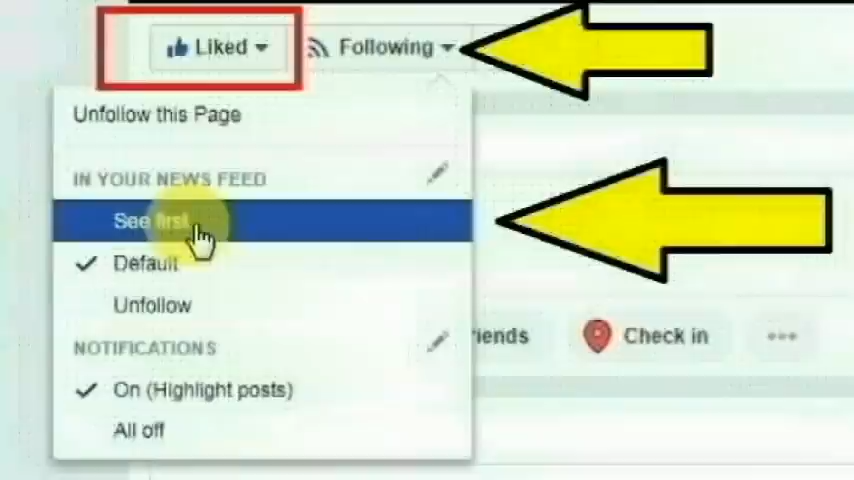 Liked Following
Unfollow this Page
IN YOUR NEWS FEED
See first
Default
Unfollow
riends Check in
NOTIFICATIONS
On (Highlight posts)
All off